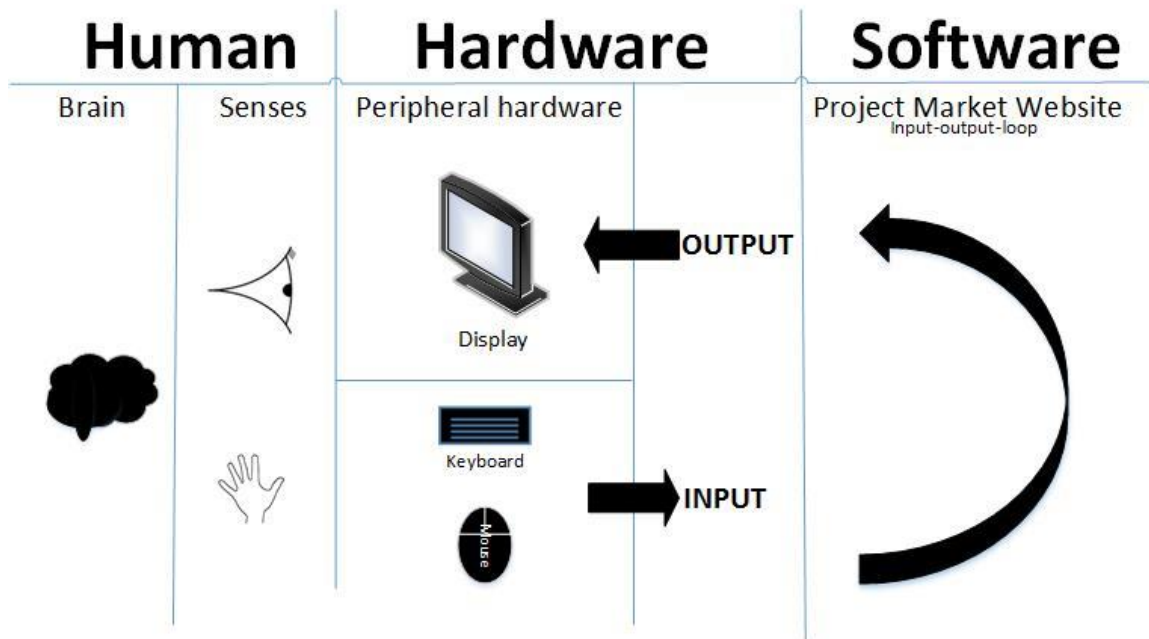 Human Hardware Software
Brain Senses Peripheral hardware Project Market Website
Input-output-loop
OUTPUT
Display
Keyboard
INPUT
Mouse